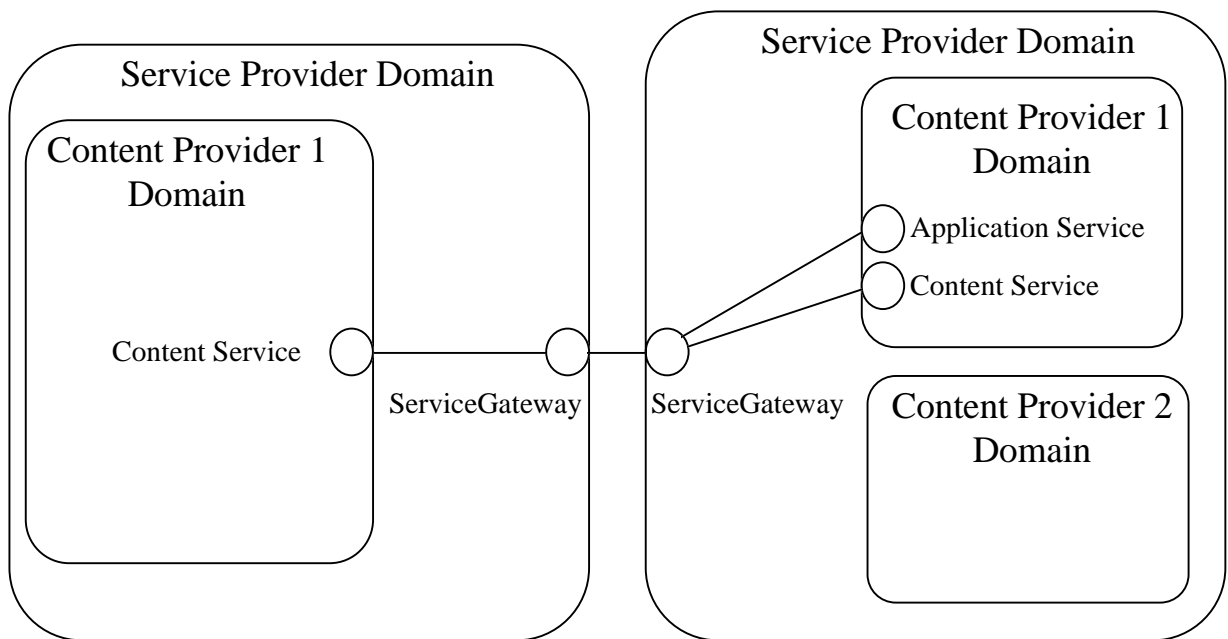 Service Provider Domain
Content Provider 1
Domain
Content Service
ServiceGateway
Service Provider Domain
Content Provider 1
Domain
Application Service
Content Service
ServiceGateway
Content Provider 2
Domain